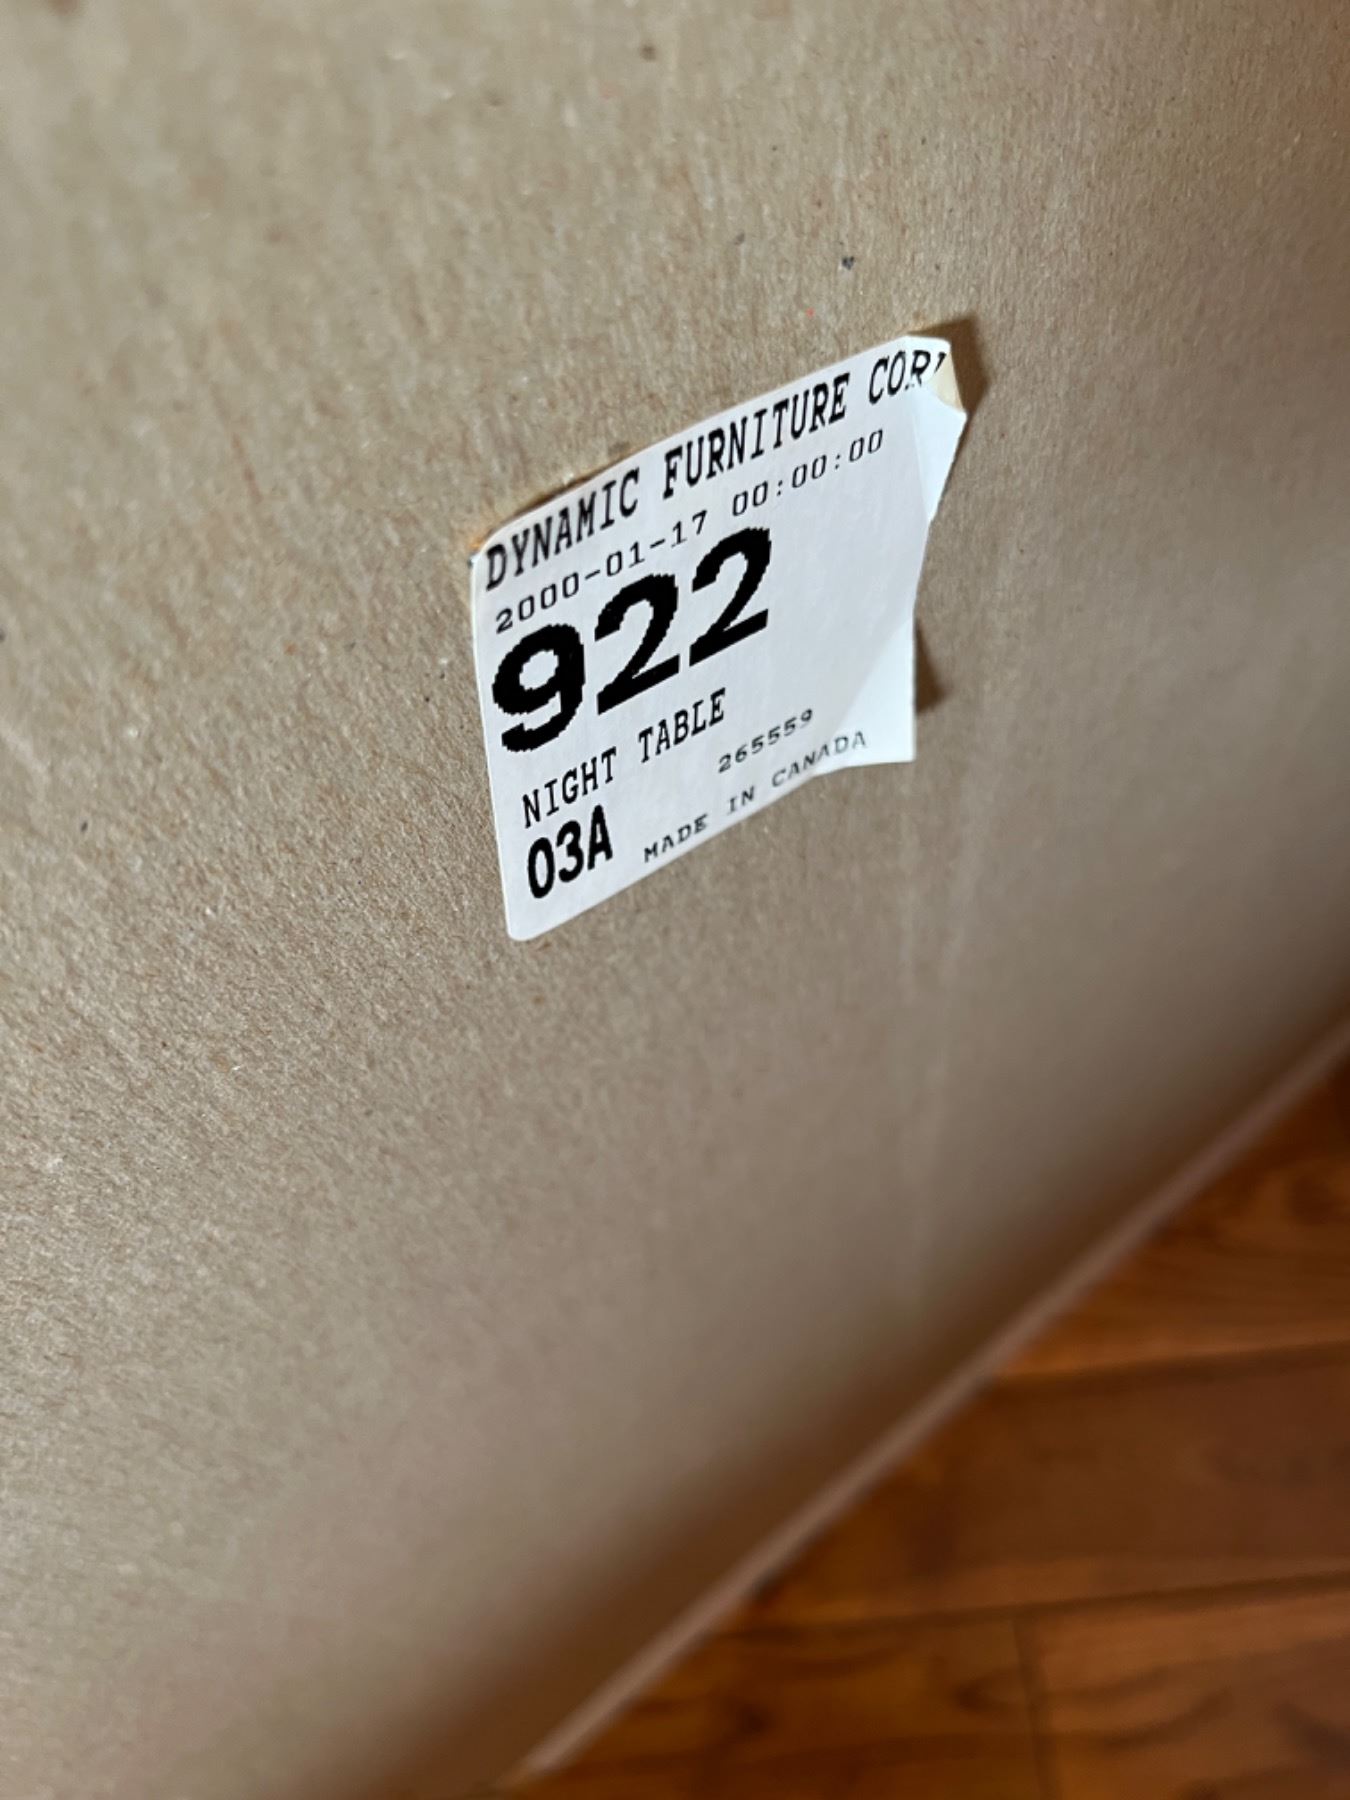 DYNAMIC FURNITURE COR
2000-01-17 00:00:00
922
NIGHT TABLE
265559
03A MADE IN CANADA